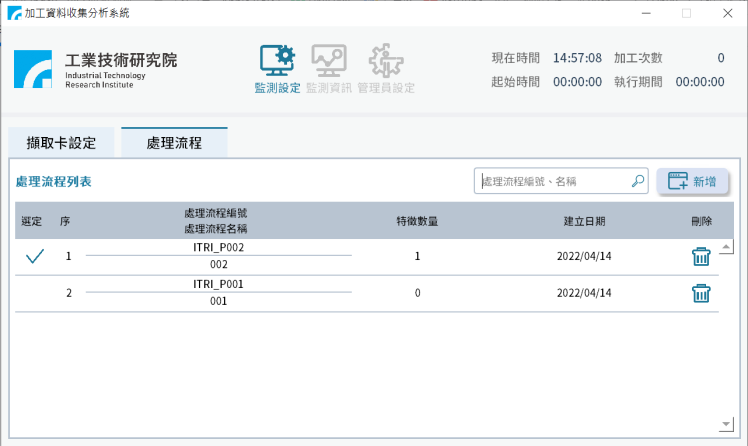 加工資料收集分析系統
工業技術研究院
Industrial Technology
Research Institute
監測設定 監測資訊 管理員設定
現在時間 14:57:08 加工次數 0
起始時間 00:00:00 執行期間 00:00:00
擷取卡設定 處理流程
處理流程列表
處理流程編號、名稱
新增
選定 序 處理流程編號 特徵數量 建立日期 刪除
處理流程名稱
1 ITRI_P002 1 2022/04/14
002
2 ITRI_P001 0 2022/04/14
001